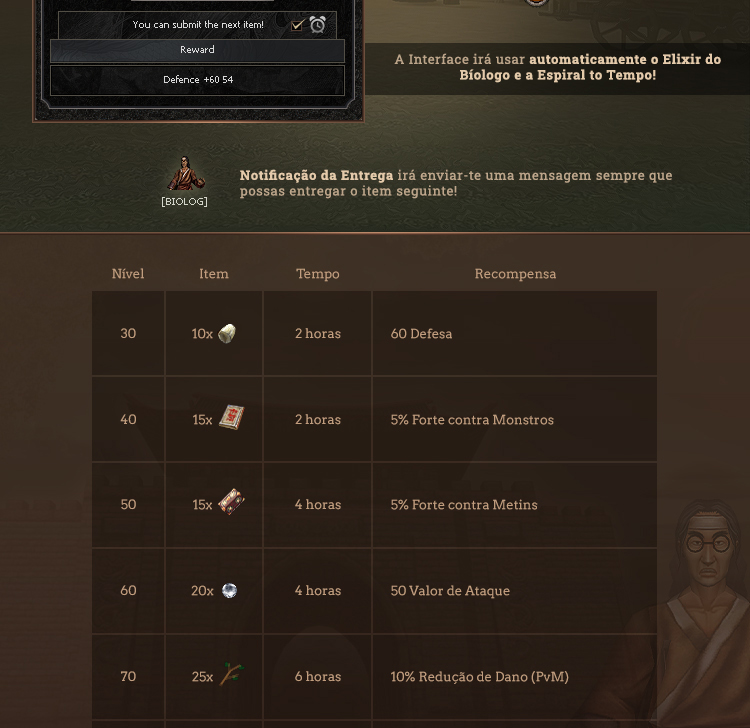 You can submit the next item!
Reward
Defence +60 54
A Interface irá usar automaticamente o Elixir do
Bíologo e a Espiral to Tempo!
Notificação da Entrega irá enviar-te uma mensagem sempre que
possas entregar o item seguinte!
[BIOLOG]
Nível Item Tempo Recompensa
30 10x 2 horas 60 Defesa
40 15x 2 horas 5% Forte contra Monstros
50 15x 4 horas 5% Forte contra Metins
60 20x 4 horas 50 Valor de Ataque
70 25x 6 horas 10% Redução de Dano (PvM)